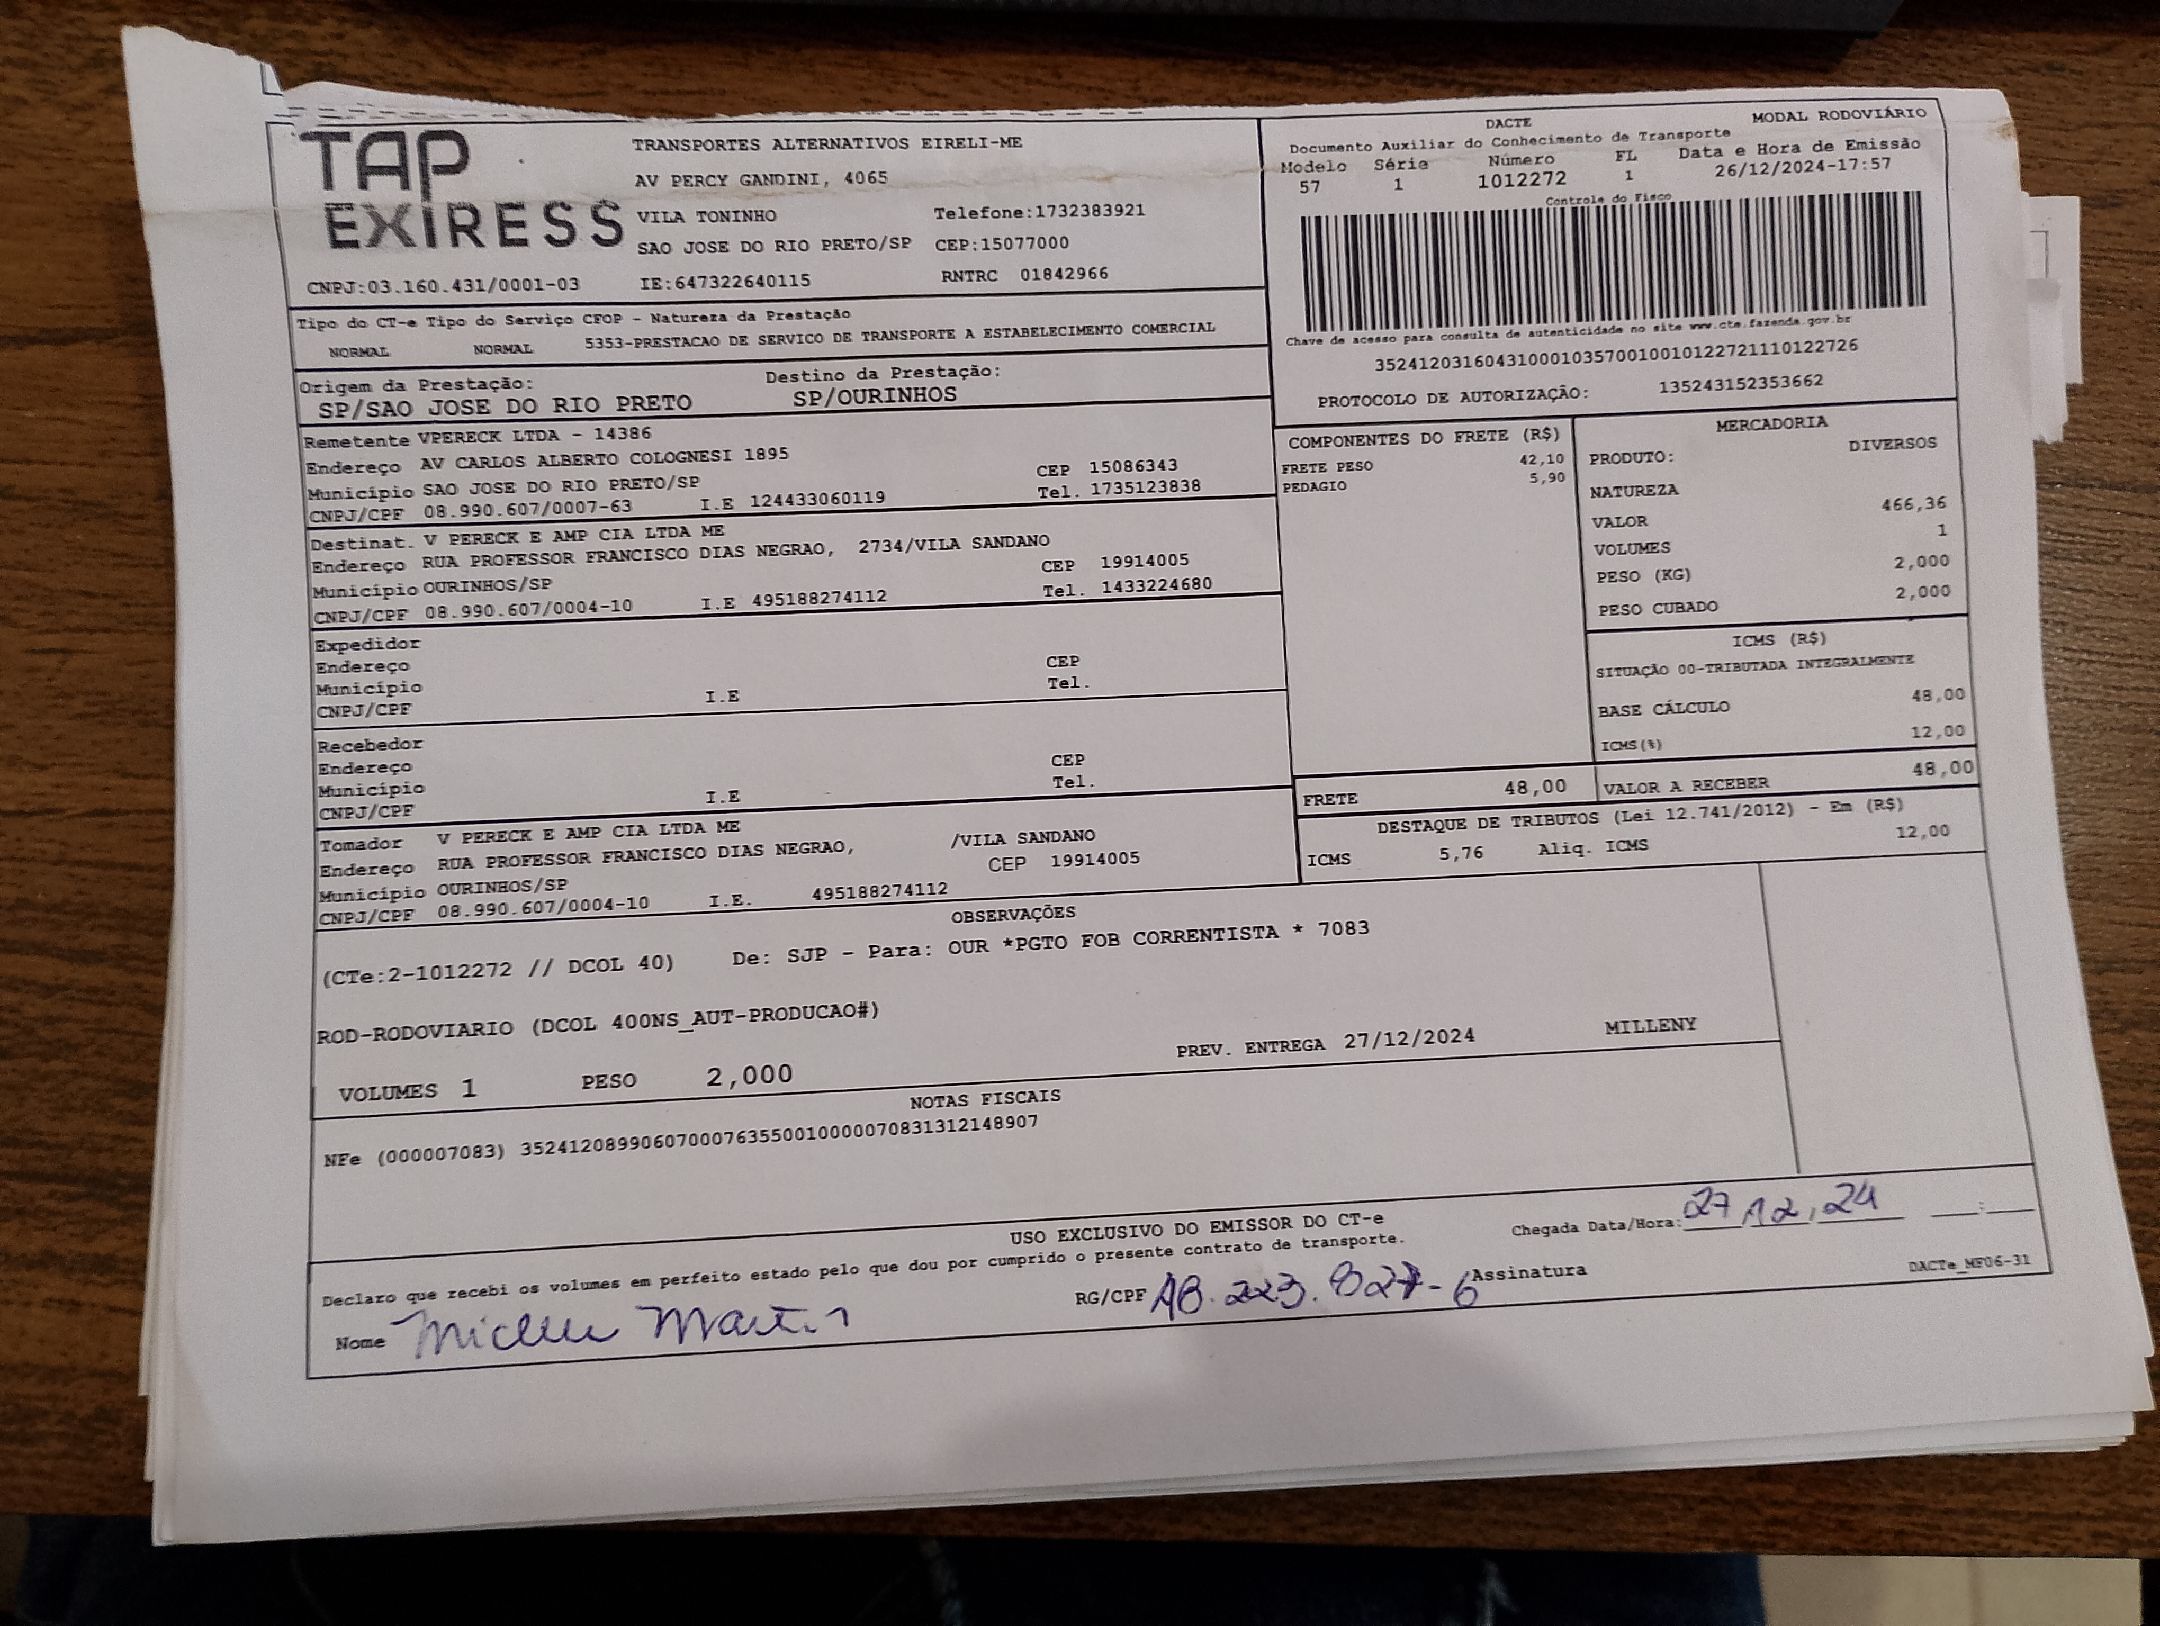 TAP
EXIRESS
TRANSPORTES ALTERNATIVOS EIRELI-ME
AV PERCY GANDINI, 4065
VILA TONINHO Telefone:1732383921
SAO JOSE DO RIO PRETO/SP CEP:15077000
CNPJ:03.160.431/0001-03 IE:647322640115 RNTRC 01842966
DACTE MODAL RODOVIÁRIO
Documento Auxiliar do Conhecimento de Transporte
Modelo Séria Número FL Data e Hora de Emissão
57 1 1012272 1 26/12/2024-17:57
Controle do Fisco
Chave de acesso para consulta de autenticidade no site www.cte.fazenda.gov.br
35241203160431000103570010010122721110122726
PROTOCOLO DE AUTORIZAÇÃO: 135243152353662
Tipo do CT-e Tipo do Serviço CFOP - Natureza da Prestação
NORMAL NORMAL 5353-PRESTACAO DE SERVICO DE TRANSPORTE A ESTABELECIMENTO COMERCIAL
Origem da Prestação: Destino da Prestação:
SP/SAO JOSE DO RIO PRETO SP/OURINHOS
Remetente VPERECK LTDA - 14386
Endereço AV CARLOS ALBERTO COLOGNESI 1895
Município SAO JOSE DO RIO PRETO/SP CEP 15086343
CNPJ/CPF 08.990.607/0007-63 I.E 124433060119 Tel. 1735123838
Destinat. V PERECK E AMP CIA LTDA ME
Endereço RUA PROFESSOR FRANCISCO DIAS NEGRAO, 2734/VILA SANDANO
Município OURINHOS/SP CEP 19914005
CNPJ/CPF 08.990.607/0004-10 I.E 495188274112 Tel. 1433224680
Expedidor
Endereço
Município CEP
CNPJ/CPF I.E Tel.
Recebedor
Endereço
Município CEP
CNPJ/CPF I.E Tel.
Tomador V PERECK E AMP CIA LTDA ME
Endereço RUA PROFESSOR FRANCISCO DIAS NEGRAO, /VILA SANDANO
Município OURINHOS/SP CEP 19914005
CNPJ/CPF 08.990.607/0004-10 I.E. 495188274112
COMPONENTES DO FRETE (R$)
FRETE PESO 42,10
PEDAGIO 5,90
MERCADORIA
PRODUTO: DIVERSOS
NATUREZA
VALOR 466,36
VOLUMES 1
PESO (KG) 2,000
PESO CUBADO 2,000
ICMS (R$)
SITUAÇÃO 00-TRIBUTADA INTEGRALMENTE
BASE CÁLCULO 48,00
ICMS(%) 12,00
FRETE 48,00 VALOR A RECEBER 48,00
DESTAQUE DE TRIBUTOS (Lei 12.741/2012) - Em (R$)
ICMS 5,76 Aliq. ICMS 12,00
OBSERVAÇÕES
(CTe:2-1012272 // DCOL 40) De: SJP - Para: OUR *PGTO FOB CORRENTISTA * 7083
ROD-RODOVIARIO (DCOL 400NS_AUT-PRODUCAO#)
VOLUMES 1 PESO 2,000 PREV. ENTREGA 27/12/2024 MILLENY
NOTAS FISCAIS
NFe (000007083) 35241208990607000763550010000070831312148907
USO EXCLUSIVO DO EMISSOR DO CT-e
Declaro que recebi os volumes em perfeito estado pelo que dou por cumprido o presente contrato de transporte.
Chegada Data/Hora: 27 12, 24 ____:____
Nome RG/CPF Assinatura DACTe_MF06-31